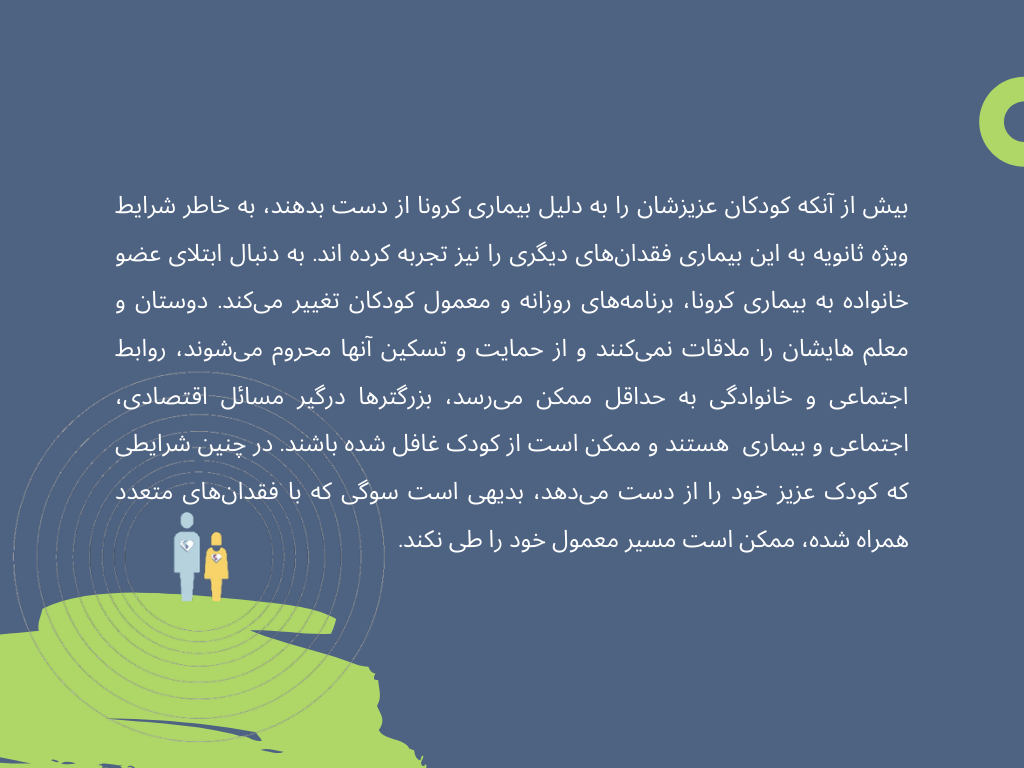 بیش از آنکه کودکان عزیزشان را به دلیل بیماری کرونا از دست بدهند، به خاطر شرایط
ویژه ثانویه به این بیماری فقدان‌های دیگری را نیز تجربه کرده اند. به دنبال ابتلای عضو
خانواده به بیماری کرونا، برنامه‌های روزانه و معمول کودکان تغییر می‌کند. دوستان و
معلم هایشان را ملاقات نمی‌کنند و از حمایت و تسکین آنها محروم می‌شوند، روابط
اجتماعی و خانوادگی به حداقل ممکن می‌رسد، بزرگترها درگیر مسائل اقتصادی،
اجتماعی و بیماری هستند و ممکن است از کودک غافل شده باشند. در چنین شرایطی
که کودک عزیز خود را از دست می‌دهد، بدیهی است سوگی که با فقدان‌های متعدد
همراه شده، ممکن است مسیر معمول خود را طی نکند.